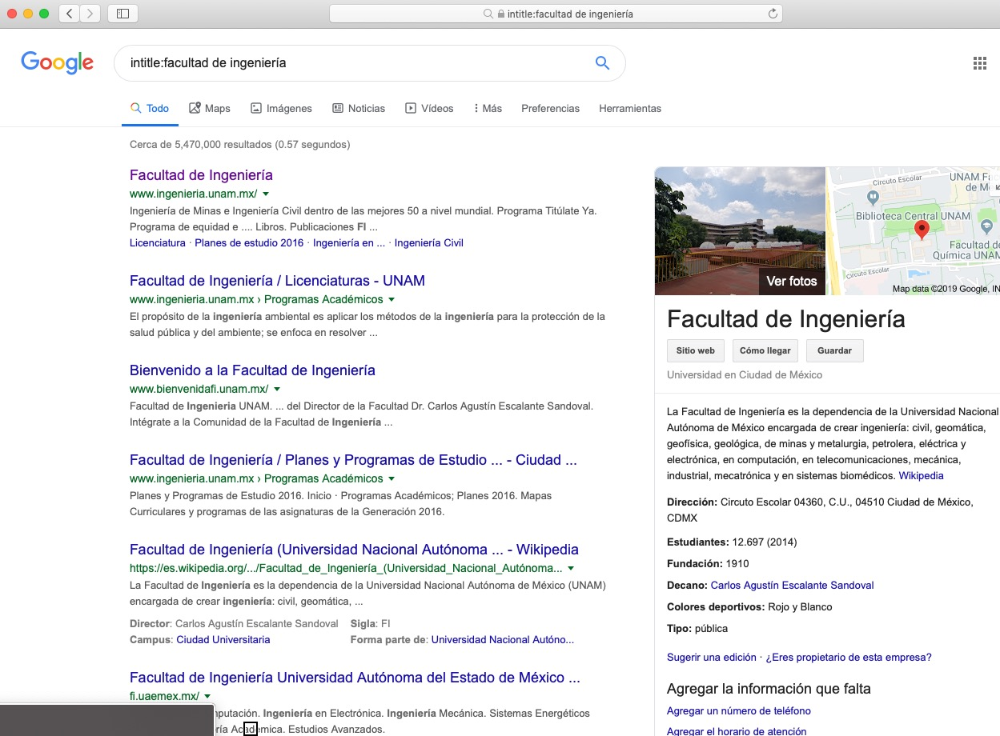 intitle:facultad de ingeniería
Google
intitle:facultad de ingeniería
Todo Maps Imágenes Noticias Vídeos Más Preferencias Herramientas
Cerca de 5,470,000 resultados (0.57 segundos)
Facultad de Ingeniería
www.ingenieria.unam.mx/
Ingeniería de Minas e Ingeniería Civil dentro de las mejores 50 a nivel mundial. Programa Titúlate Ya.
Programa de equidad e .... Libros. Publicaciones FI ...
Licenciatura · Planes de estudio 2016 · Ingeniería en ... · Ingeniería Civil
Facultad de Ingeniería / Licenciaturas - UNAM
www.ingenieria.unam.mx › Programas Académicos
El propósito de la ingeniería ambiental es aplicar los métodos de la ingeniería para la protección de la
salud pública y del ambiente; se enfoca en resolver ...
Bienvenido a la Facultad de Ingeniería
www.bienvenidafi.unam.mx/
Facultad de Ingenieria UNAM. ... del Director de la Facultad Dr. Carlos Agustín Escalante Sandoval.
Intégrate a la Comunidad de la Facultad de Ingeniería ...
Facultad de Ingeniería / Planes y Programas de Estudio ... - Ciudad ...
www.ingenieria.unam.mx › Programas Académicos
Planes y Programas de Estudio 2016. Inicio · Programas Académicos; Planes 2016. Mapas
Curriculares y programas de las asignaturas de la Generación 2016.
Facultad de Ingeniería (Universidad Nacional Autónoma ... - Wikipedia
https://es.wikipedia.org/.../Facultad_de_Ingeniería_(Universidad_Nacional_Autónoma...
La Facultad de Ingeniería es la dependencia de la Universidad Nacional Autónoma de México (UNAM)
encargada de crear ingeniería: civil, geomática, ...
Director: Carlos Agustín Escalante Sandoval Sigla: FI
Campus: Ciudad Universitaria Forma parte de: Universidad Nacional Autóno...
Facultad de Ingeniería Universidad Autónoma del Estado de México ...
fi.uaemex.mx/
Ingeniería en Electrónica. Ingeniería Mecánica. Sistemas Energéticos
Académica. Estudios Avanzados.
Ver fotos
Circuito Escolar
UNAM
de M
Biblioteca Central UNAM
Facultad de
Química UNAM
Circuito Escolar
Map data ©2019 Google, IN
Facultad de Ingeniería
Sitio web Cómo llegar Guardar
Universidad en Ciudad de México
La Facultad de Ingeniería es la dependencia de la Universidad Nacional
Autónoma de México encargada de crear ingeniería: civil, geomática,
geofísica, geológica, de minas y metalurgia, petrolera, eléctrica y
electrónica, en computación, en telecomunicaciones, mecánica,
industrial, mecatrónica y en sistemas biomédicos. Wikipedia
Dirección: Circuto Escolar 04360, C.U., 04510 Ciudad de México,
CDMX
Estudiantes: 12.697 (2014)
Fundación: 1910
Decano: Carlos Agustín Escalante Sandoval
Colores deportivos: Rojo y Blanco
Tipo: pública
Sugerir una edición · ¿Eres propietario de esta empresa?
Agregar la información que falta
Agregar un número de teléfono
Agregar el horario de atención